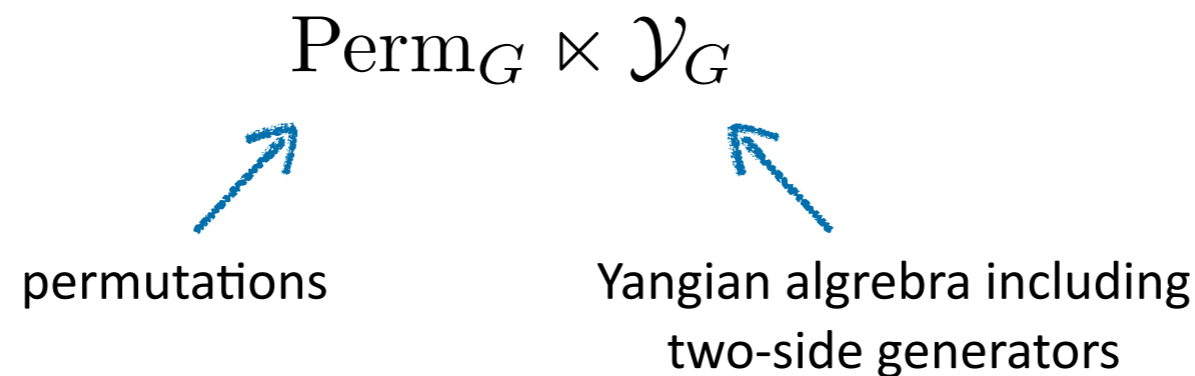 Perm_G ⋉ 𝒴_G
permutations
Yangian algrebra including
two-side generators